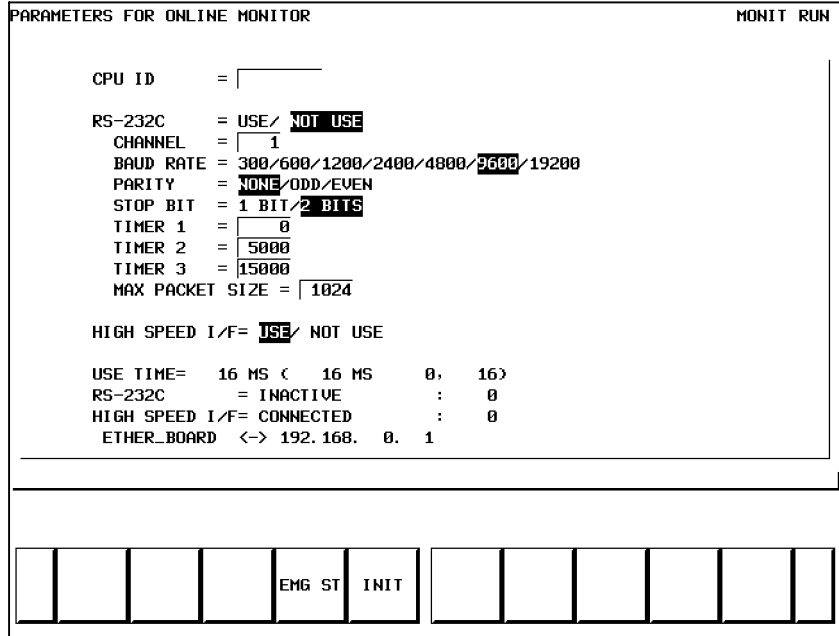 PARAMETERS FOR ONLINE MONITOR MONIT RUN
CPU ID =
RS-232C = USE/ NOT USE
CHANNEL = 1
BAUD RATE = 300/600/1200/2400/4800/9600/19200
PARITY = NONE/ODD/EVEN
STOP BIT = 1 BIT/2 BITS
TIMER 1 = 0
TIMER 2 = 5000
TIMER 3 = 15000
MAX PACKET SIZE = 1024
HIGH SPEED I/F= USE/ NOT USE
USE TIME= 16 MS ( 16 MS 0, 16)
RS-232C = INACTIVE : 0
HIGH SPEED I/F= CONNECTED : 0
ETHER_BOARD <-> 192.168. 0. 1
EMG ST INIT